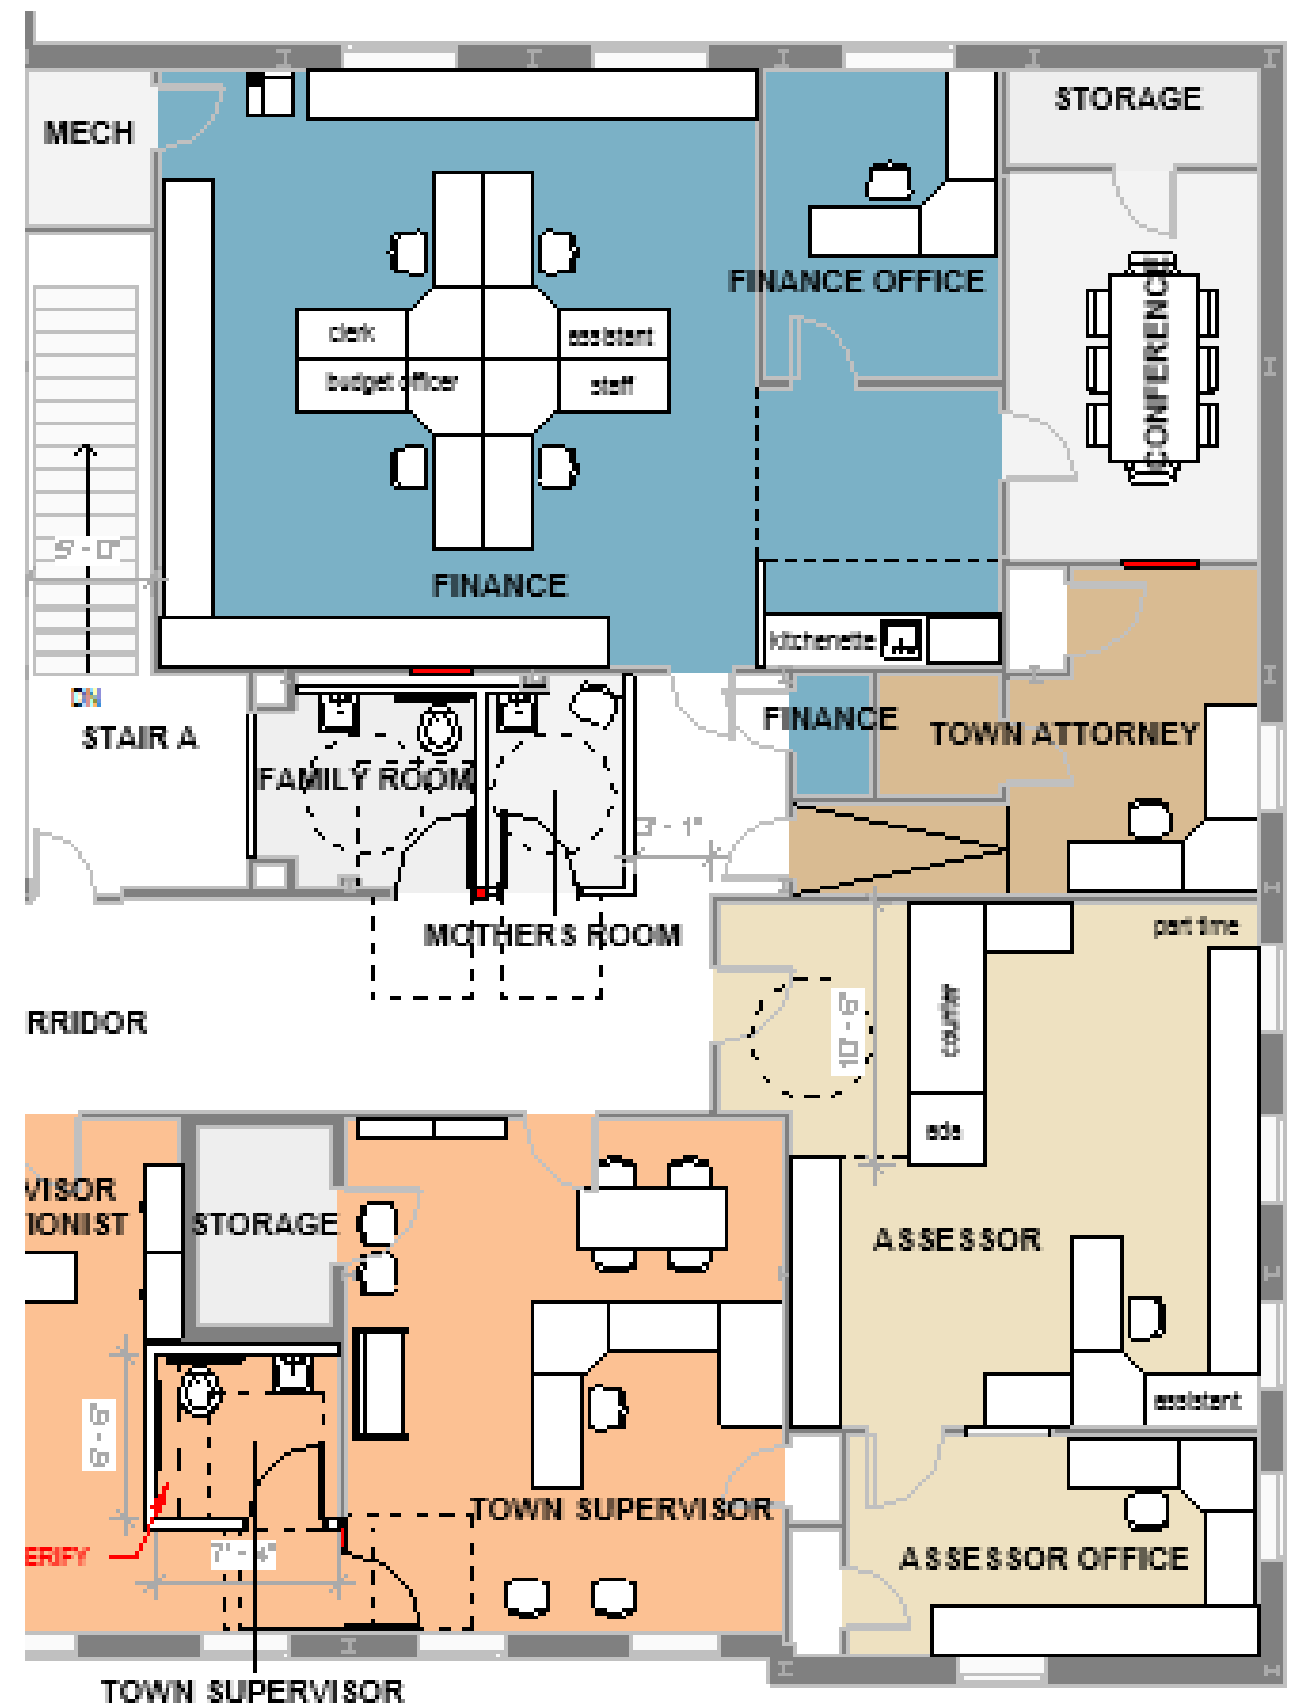 STORAGE
MECH
FINANCE OFFICE
CONFERENCE
clerk
assistant
budget officer
staff
9' - 0"
FINANCE
kitchenette
DN
STAIR A
FINANCE
TOWN ATTORNEY
FAMILY ROOM
3' - 1"
MOTHERS ROOM
part time
RRIDOR
10' - 6"
counter
ada
VISOR
TIONIST
STORAGE
ASSESSOR
assistant
6' - 6"
TOWN SUPERVISOR
ERIFY
7' - 4"
ASSESSOR OFFICE
TOWN SUPERVISOR